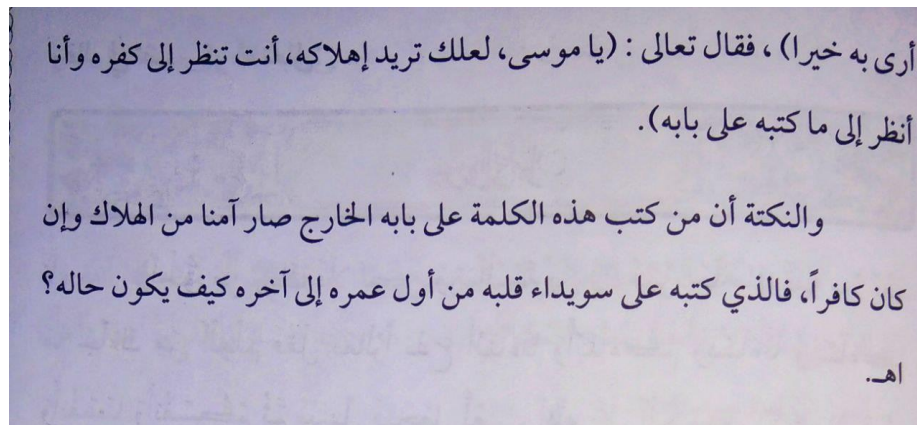 أرى به خيرا) ، فقال تعالى : (يا موسى، لعلك تريد إهلاكه، أنت تنظر إلى كفره وأنا
أنظر إلى ما كتبه على بابه).
والنكتة أن من كتب هذه الكلمة على بابه الخارج صار آمنا من الهلاك وإن
كان كافراً، فالذي كتبه على سويداء قلبه من أول عمره إلى آخره كيف يكون حاله؟
اهـ.